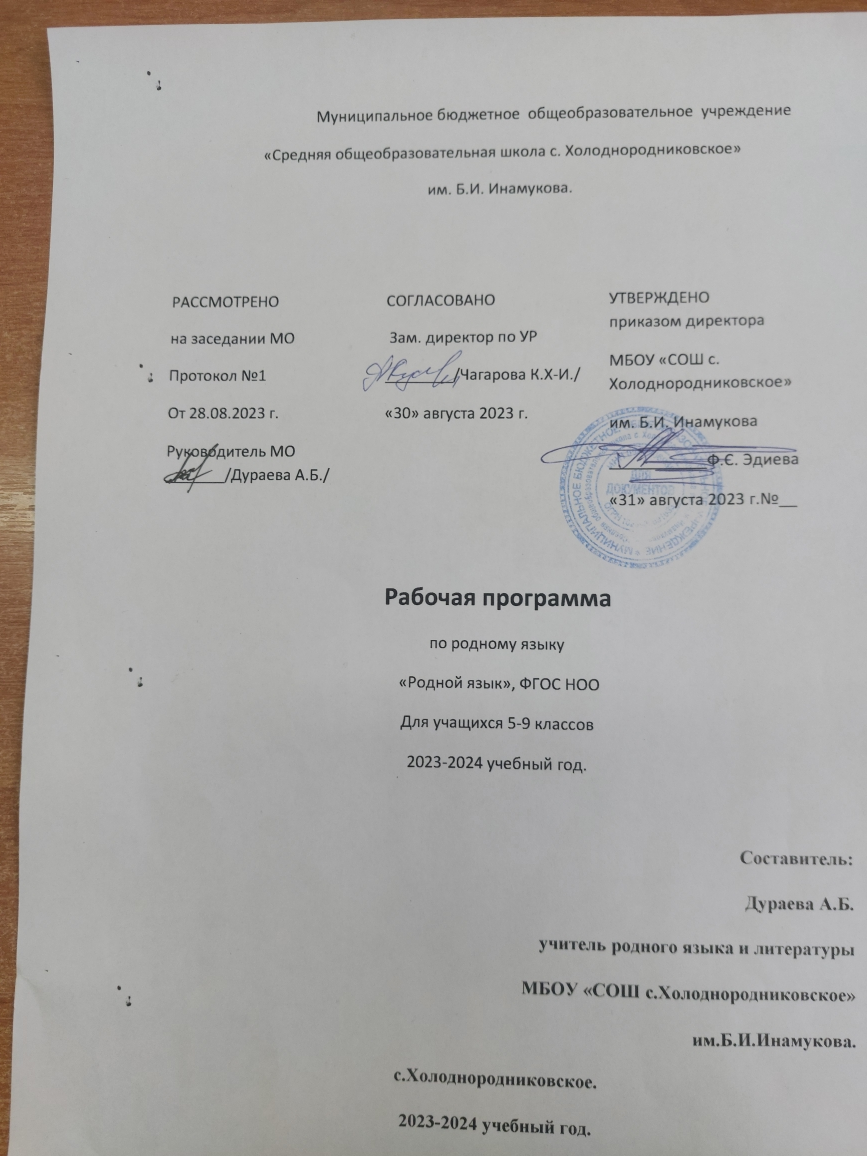 Муниципальное бюджетное общеобразовательное учреждение
«Средняя общеобразовательная школа с. Холоднородниковское»
им. Б.И. Инамукова.
РАССМОТРЕНО
на заседании МО
Протокол №1
От 28.08.2023 г.
Руководитель МО
/Дураева А.Б./
СОГЛАСОВАНО
Зам. директор по УР
/Чагарова К.Х-И./
«30» августа 2023 г.
УТВЕРЖДЕНО
приказом директора
МБОУ «СОШ с.
Холоднородниковское»
им. Б.И. Инамукова
Ф.Є. Эдиева
«31» августа 2023 г.№__
ДЛЯ
ДОКУМЕНТОВ
Рабочая программа
по родному языку
«Родной язык», ФГОС НОО
Для учащихся 5-9 классов
2023-2024 учебный год.
Составитель:
Дураева А.Б.
учитель родного языка и литературы
МБОУ «СОШ с.Холоднородниковское»
им.Б.И.Инамукова.
с.Холоднородниковское.
2023-2024 учебный год.